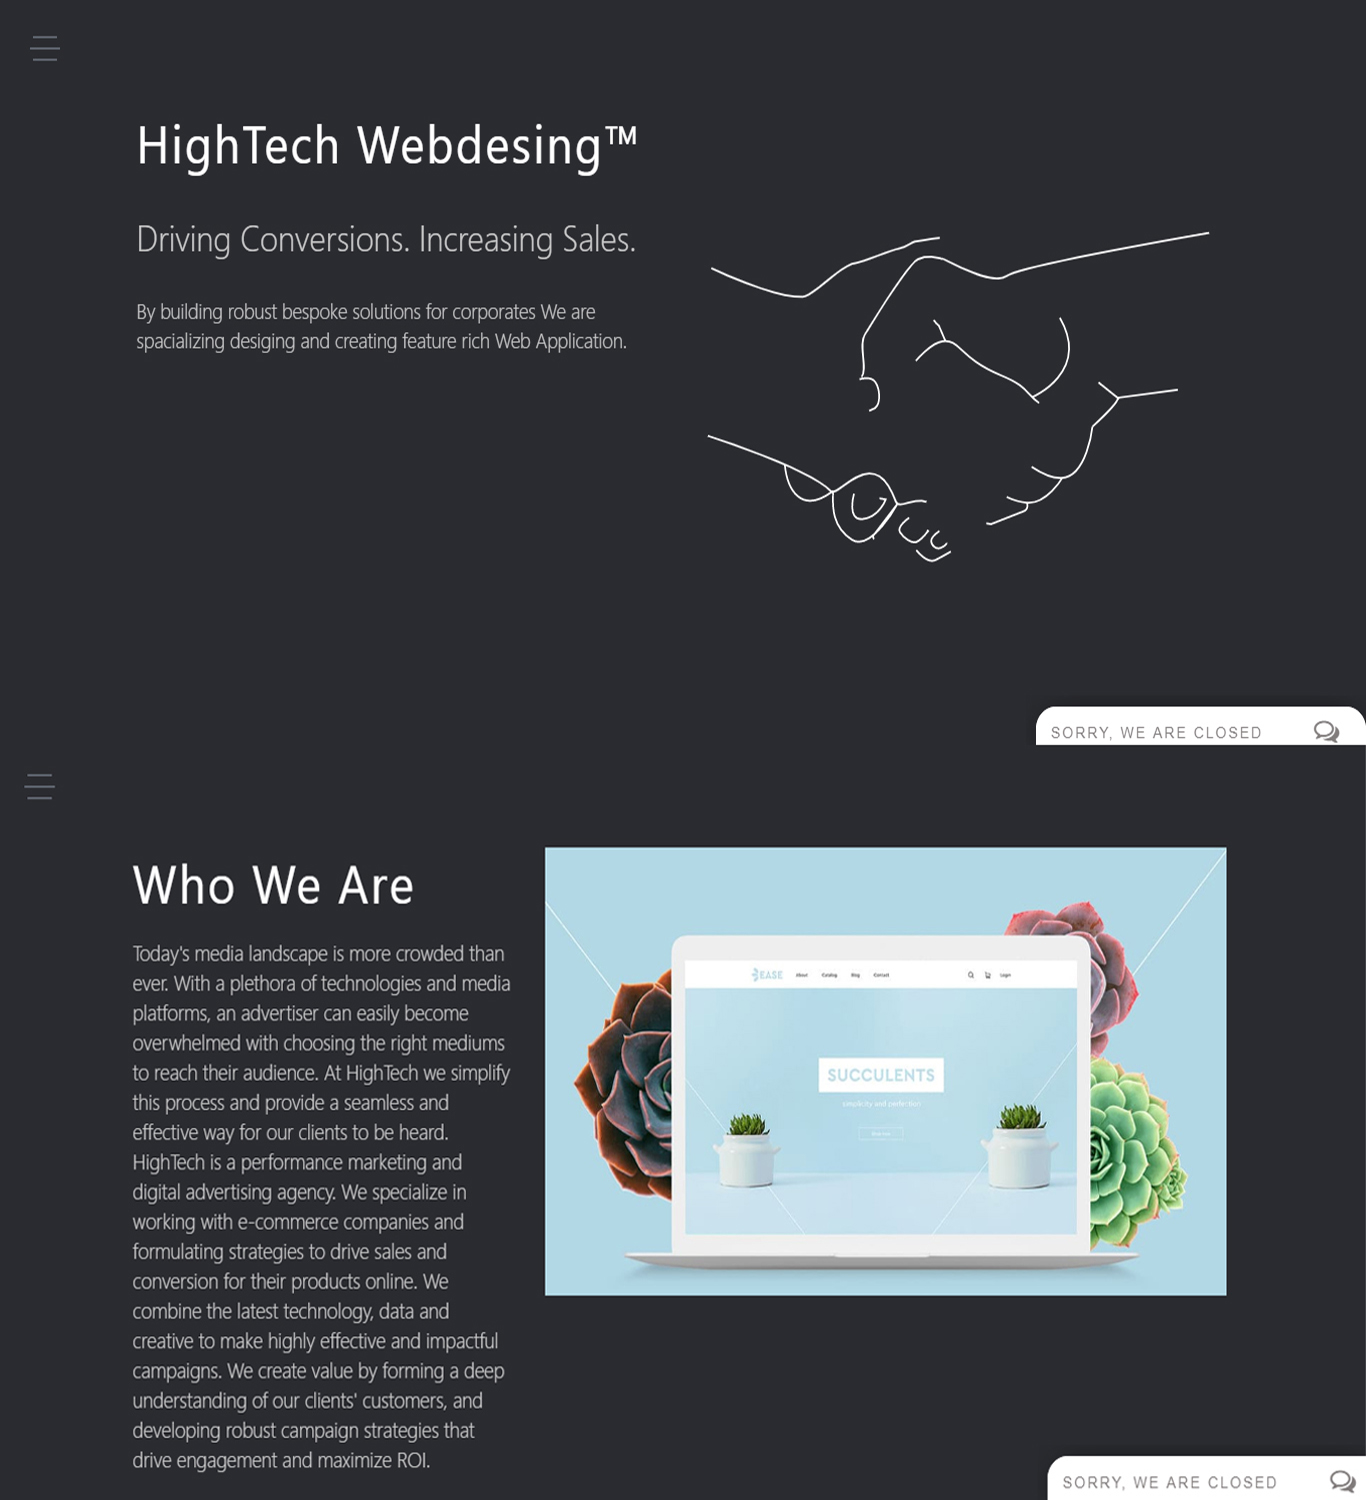 HighTech Webdesing™
Driving Conversions. Increasing Sales.
By building robust bespoke solutions for corporates We are
spacializing desiging and creating feature rich Web Application.
SORRY, WE ARE CLOSED
Who We Are
Today's media landscape is more crowded than
ever. With a plethora of technologies and media
platforms, an advertiser can easily become
overwhelmed with choosing the right mediums
to reach their audience. At HighTech we simplify
this process and provide a seamless and
effective way for our clients to be heard.
HighTech is a performance marketing and
digital advertising agency. We specialize in
working with e-commerce companies and
formulating strategies to drive sales and
conversion for their products online. We
combine the latest technology, data and
creative to make highly effective and impactful
campaigns. We create value by forming a deep
understanding of our clients' customers, and
developing robust campaign strategies that
drive engagement and maximize ROI.
EASE About Catalog Blog Contact Login
SUCCULENTS
simplicity and perfection
SORRY, WE ARE CLOSED